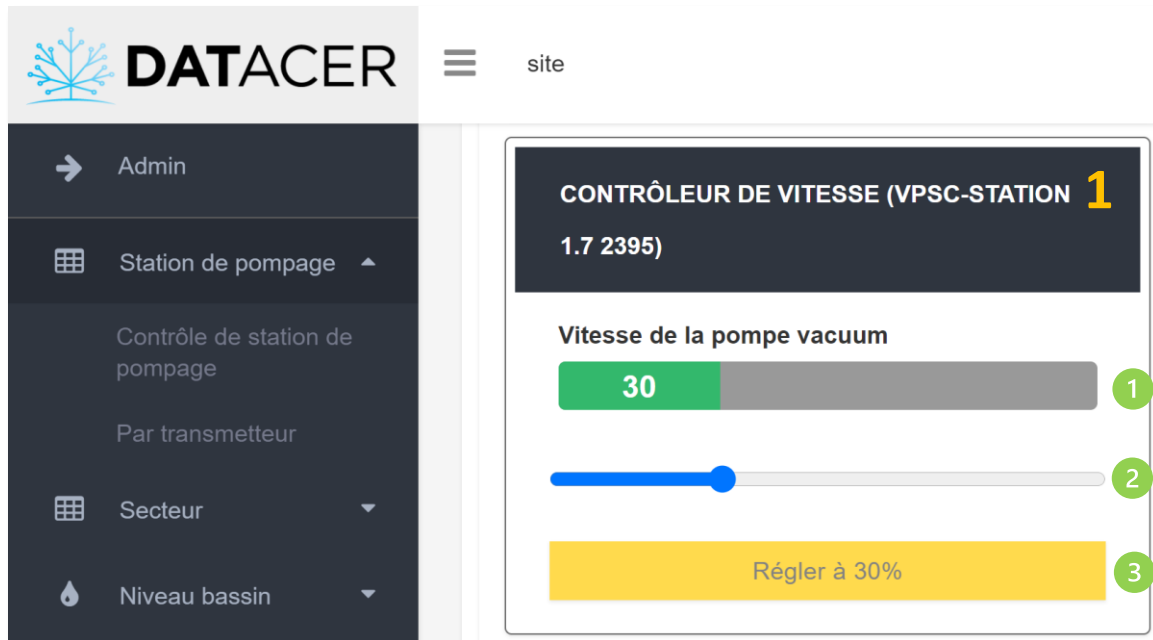 DATACER
site
Admin
Station de pompage
Contrôle de station de
pompage
Par transmetteur
Secteur
Niveau bassin
CONTRÔLEUR DE VITESSE (VPSC-STATION
1.7 2395)
1
Vitesse de la pompe vacuum
30
1
2
Régler à 30%
3